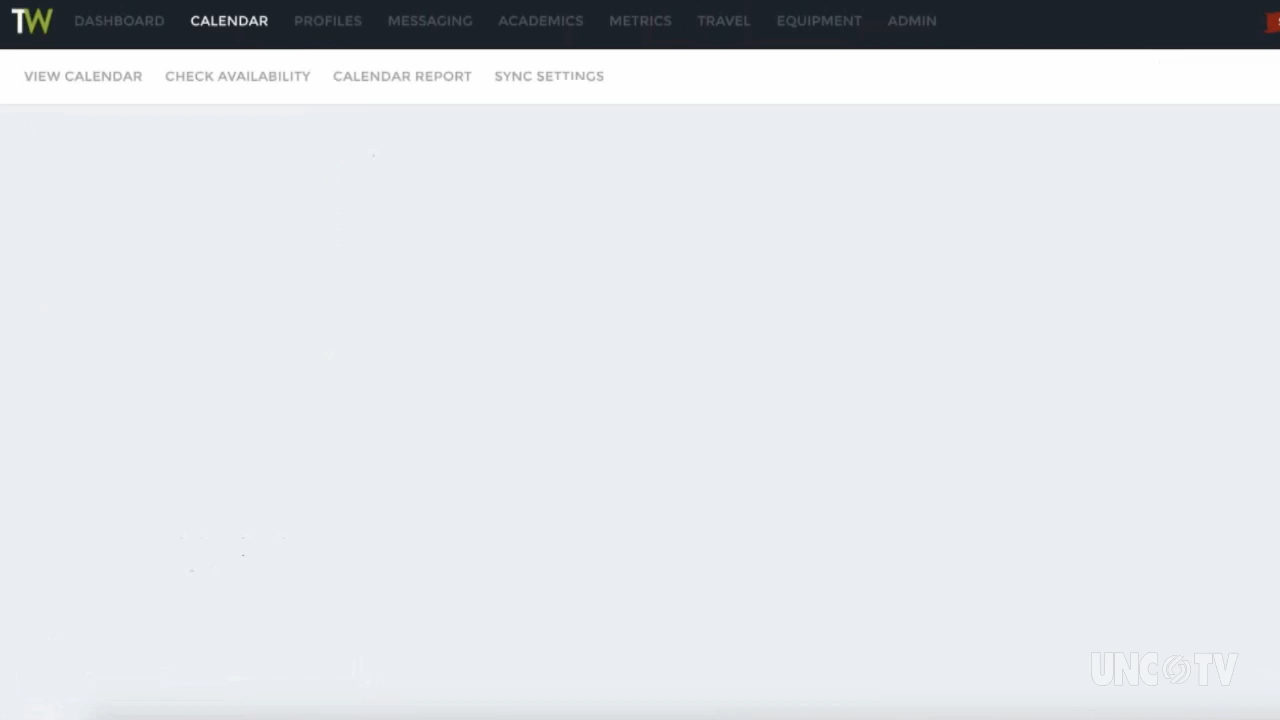 TW DASHBOARD CALENDAR PROFILES MESSAGING ACADEMICS METRICS TRAVEL EQUIPMENT ADMIN
VIEW CALENDAR CHECK AVAILABILITY CALENDAR REPORT SYNC SETTINGS
UNC TV